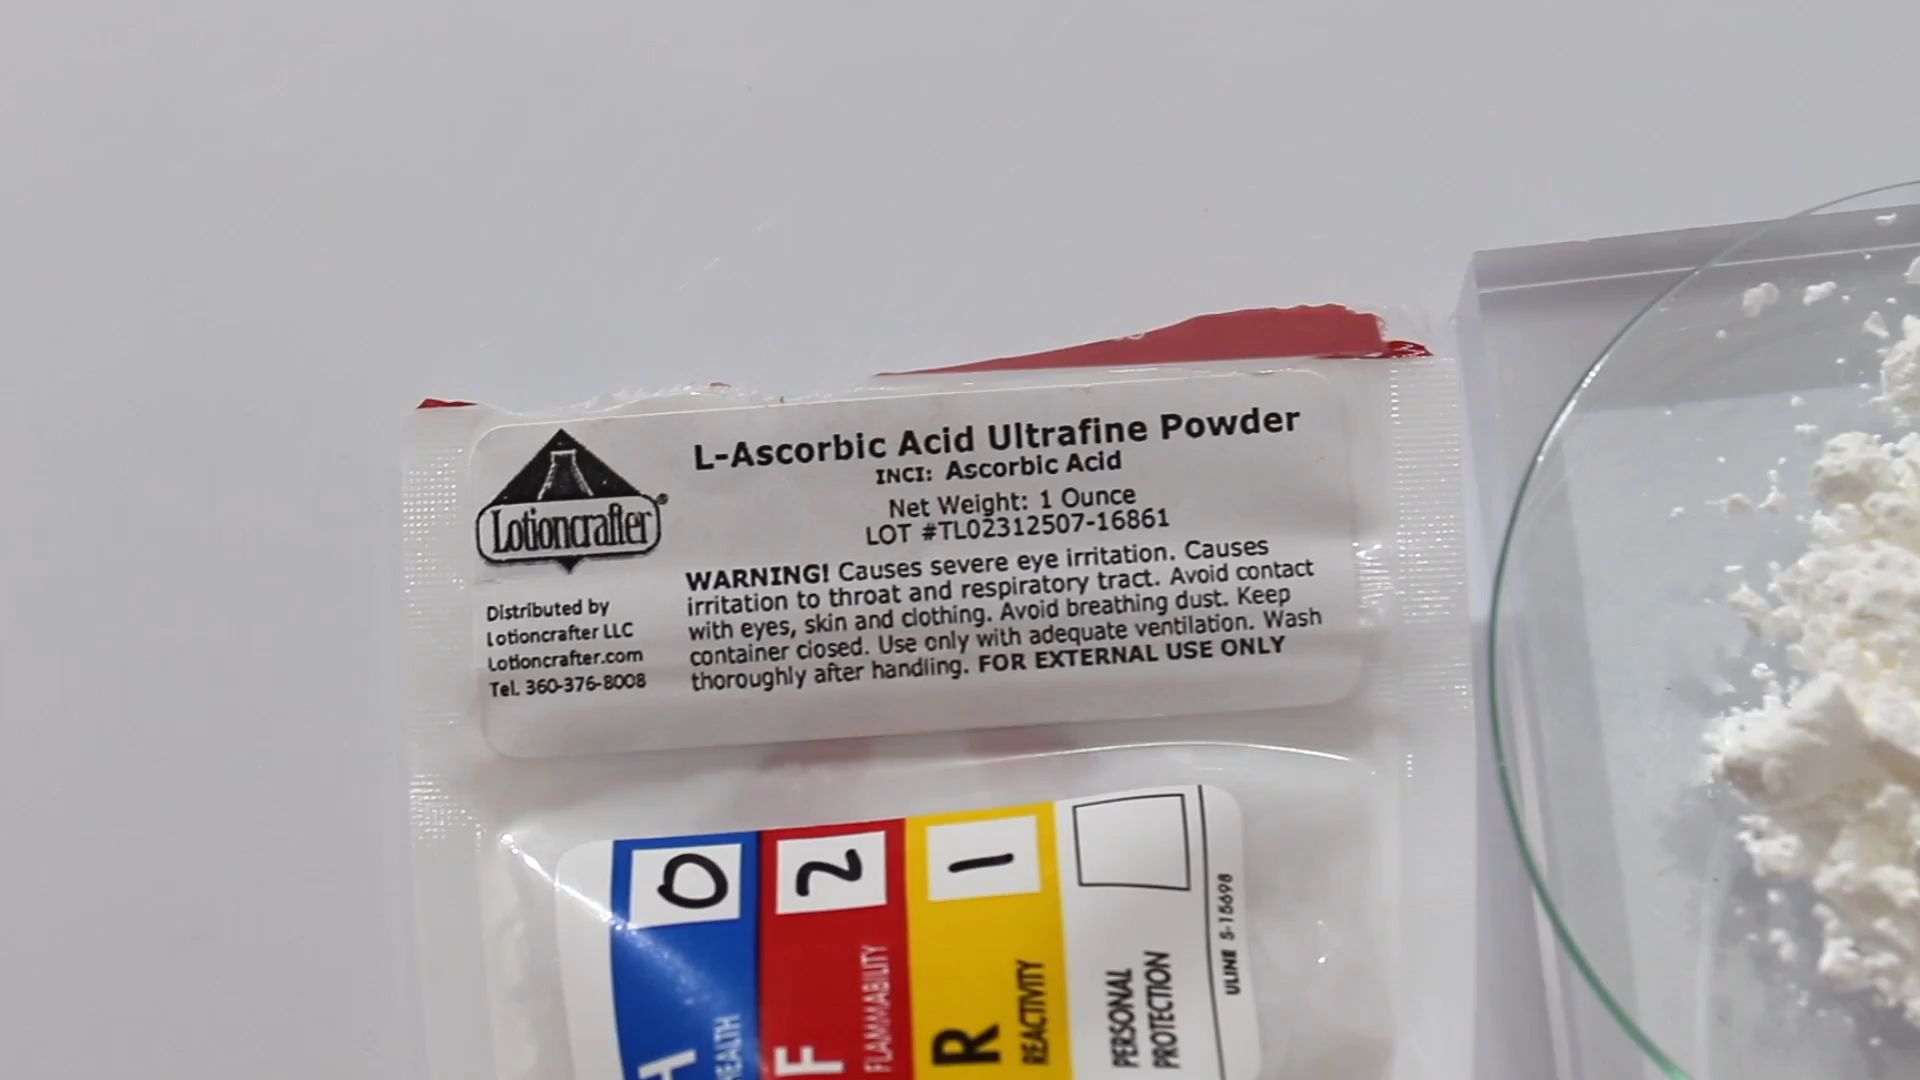 L-Ascorbic Acid Ultrafine Powder
INCI: Ascorbic Acid
Net Weight: 1 Ounce
LOT #TL02312507-16861
Lotioncrafter®
WARNING! Causes severe eye irritation. Causes
irritation to throat and respiratory tract. Avoid contact
with eyes, skin and clothing. Avoid breathing dust. Keep
container closed. Use only with adequate ventilation. Wash
thoroughly after handling. FOR EXTERNAL USE ONLY
Distributed by
Lotioncrafter LLC
Lotioncrafter.com
Tel. 360-376-8008
H HEALTH 0
F FLAMMABILITY 2
R REACTIVITY 1
PERSONAL
PROTECTION
ULINE S-15698